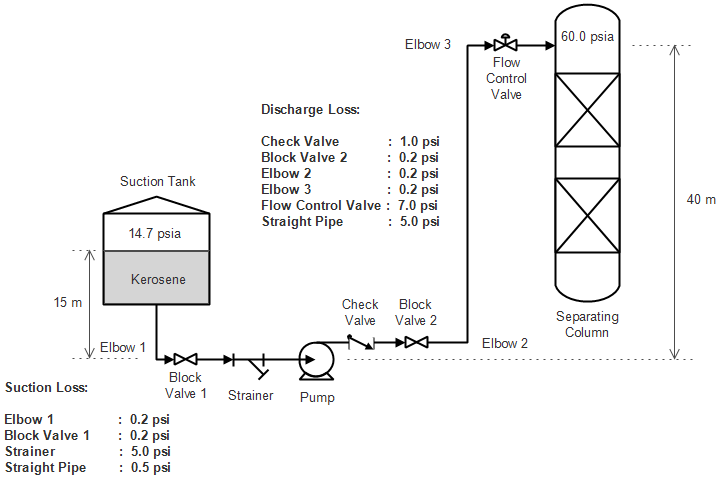 Elbow 3
60.0 psia
Flow
Control
Valve
Discharge Loss:
Check Valve : 1.0 psi
Block Valve 2 : 0.2 psi
Elbow 2 : 0.2 psi
Elbow 3 : 0.2 psi
Flow Control Valve : 7.0 psi
Straight Pipe : 5.0 psi
Suction Tank
14.7 psia
Kerosene
40 m
15 m
Check
Valve
Block
Valve 2
Separating
Column
Elbow 1
Elbow 2
Block
Valve 1
Strainer
Pump
Suction Loss:
Elbow 1 : 0.2 psi
Block Valve 1 : 0.2 psi
Strainer : 5.0 psi
Straight Pipe : 0.5 psi